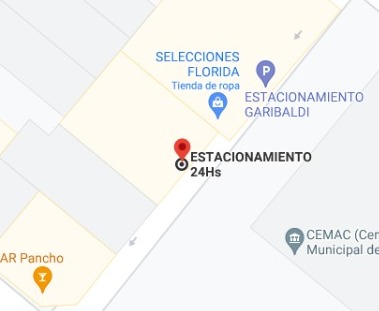 SELECCIONES
FLORIDA
Tienda de ropa
P
ESTACIONAMIENTO
GARIBALDI
ESTACIONAMIENTO
24Hs
CEMAC (Cen
Municipal de
AR Pancho